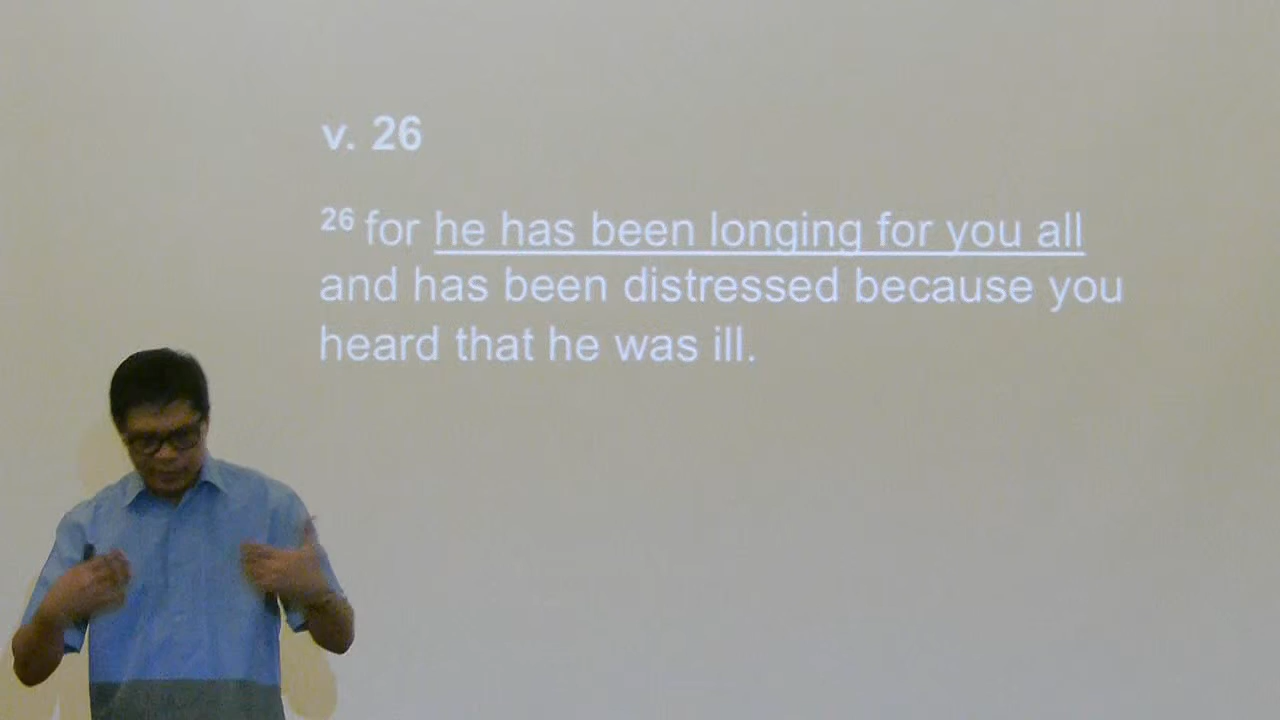 v. 26
26 for he has been longing for you all
and has been distressed because you
heard that he was ill.